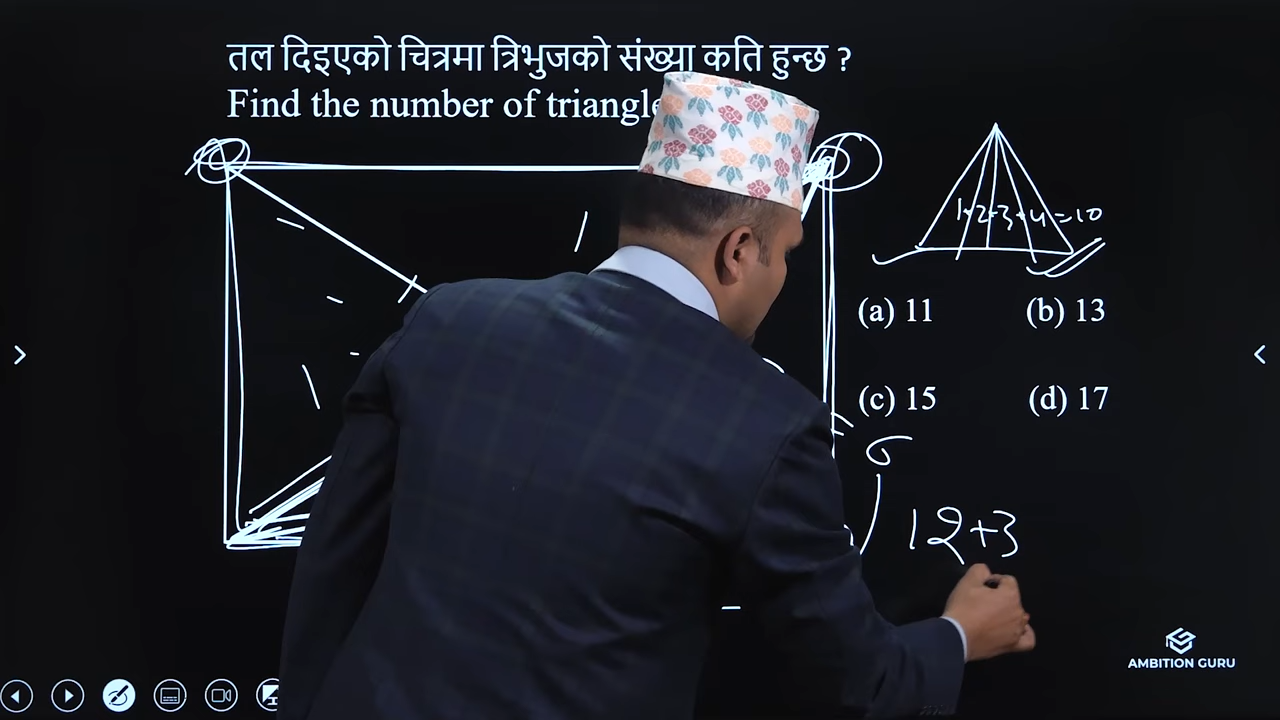 तल दिइएको चित्रमा त्रिभुजको संख्या कति हुन्छ ?
Find the number of triangle
1+2+3+4=10
(a) 11 (b) 13
(c) 15 (d) 17
12+3
AMBITION GURU